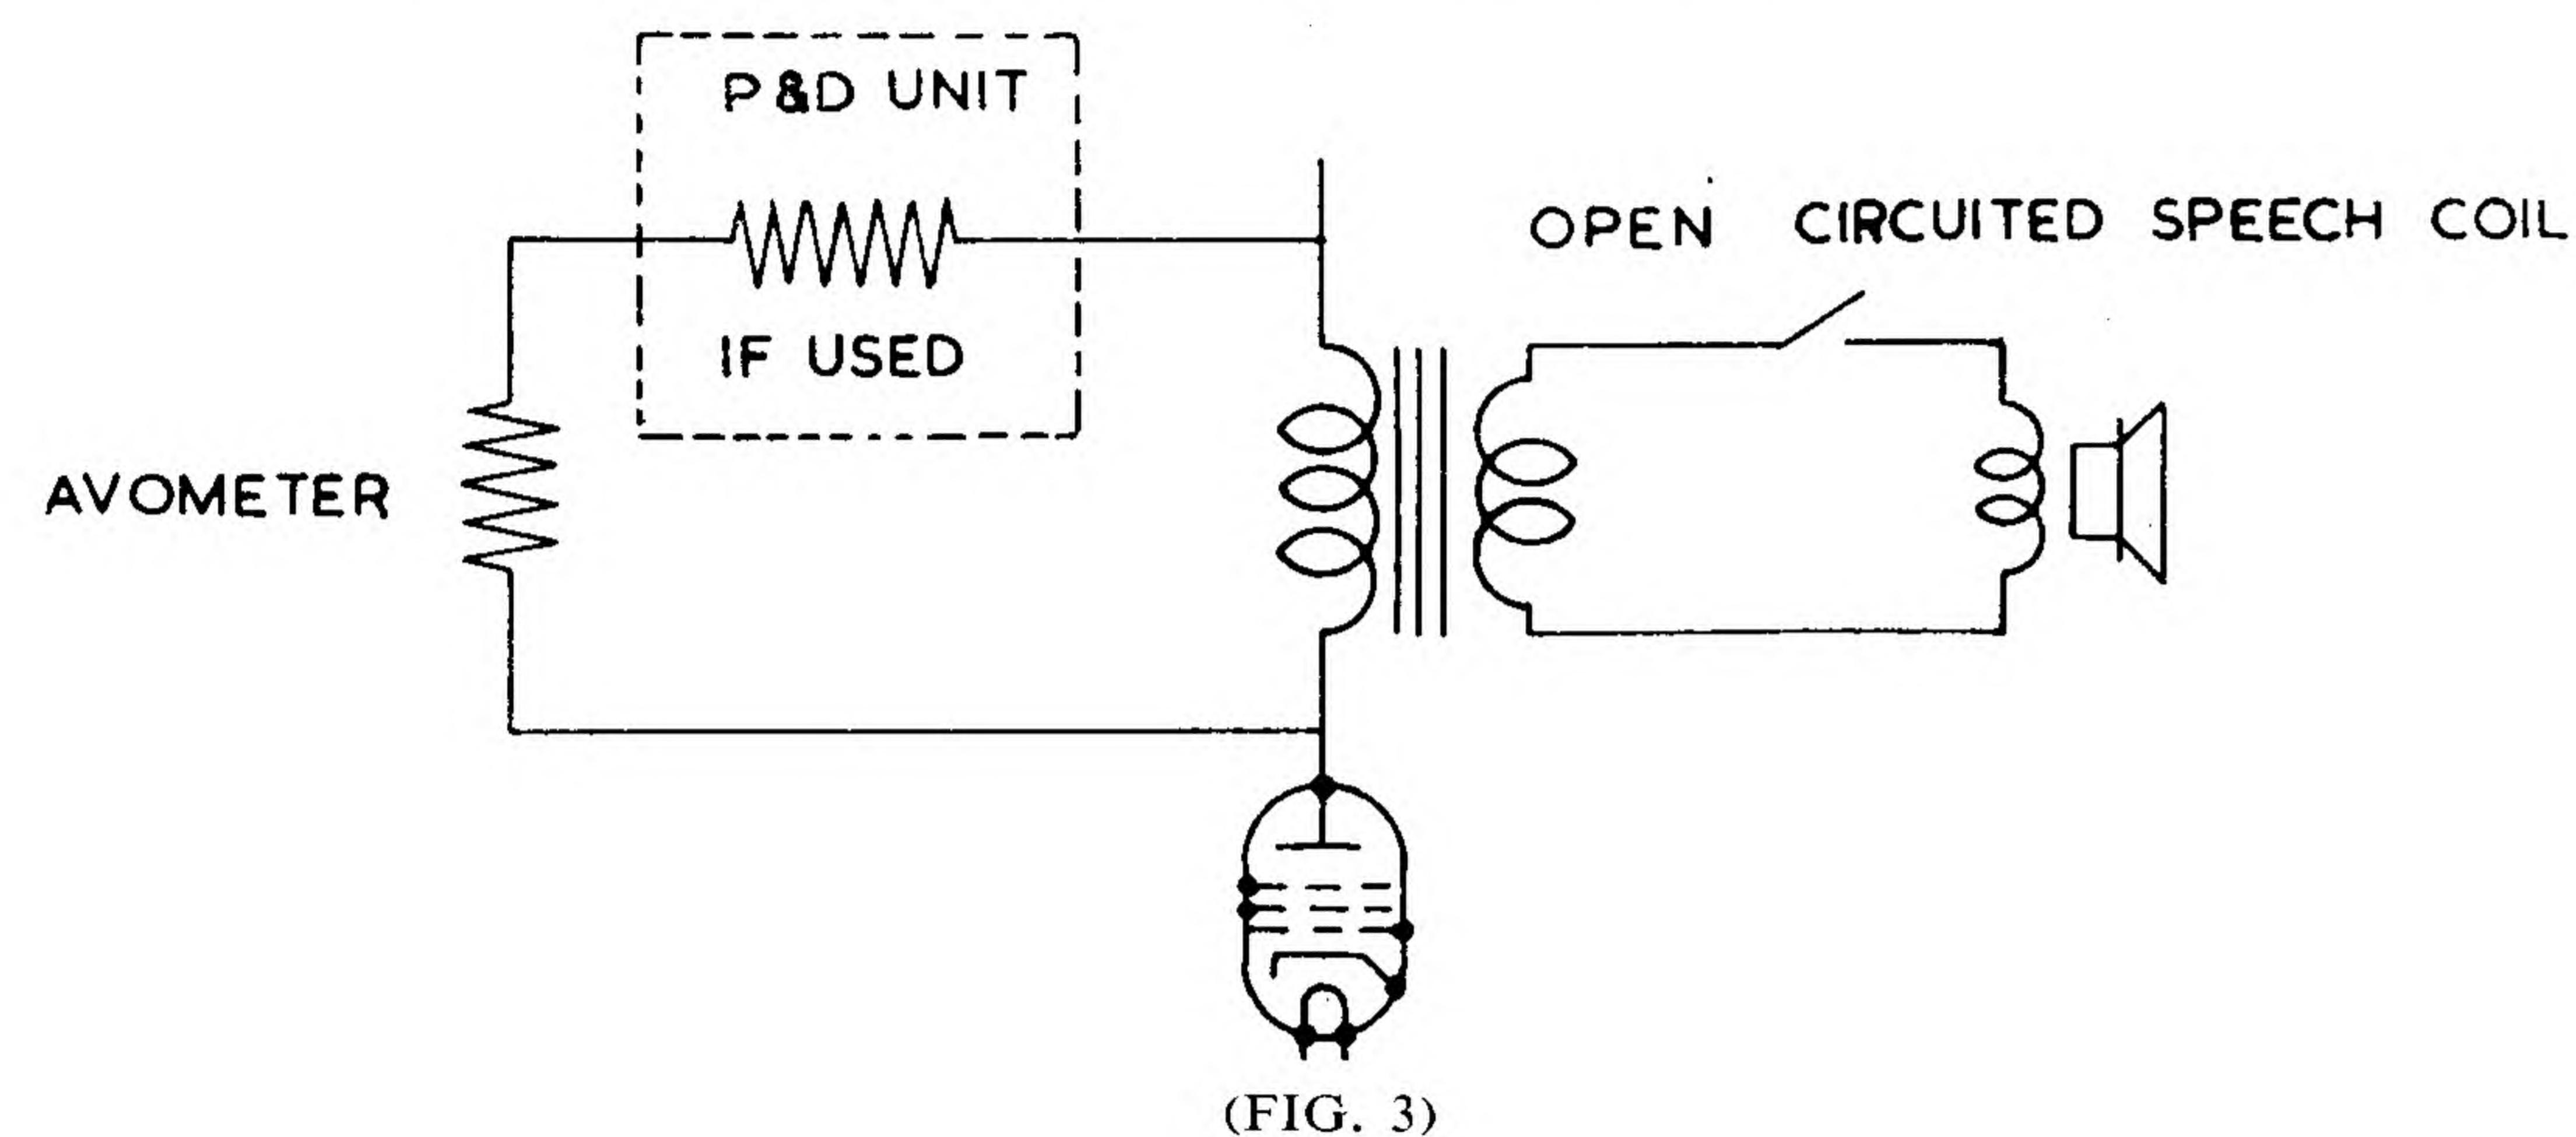 P&D UNIT
IF USED
OPEN CIRCUITED SPEECH COIL
AVOMETER
(FIG. 3)